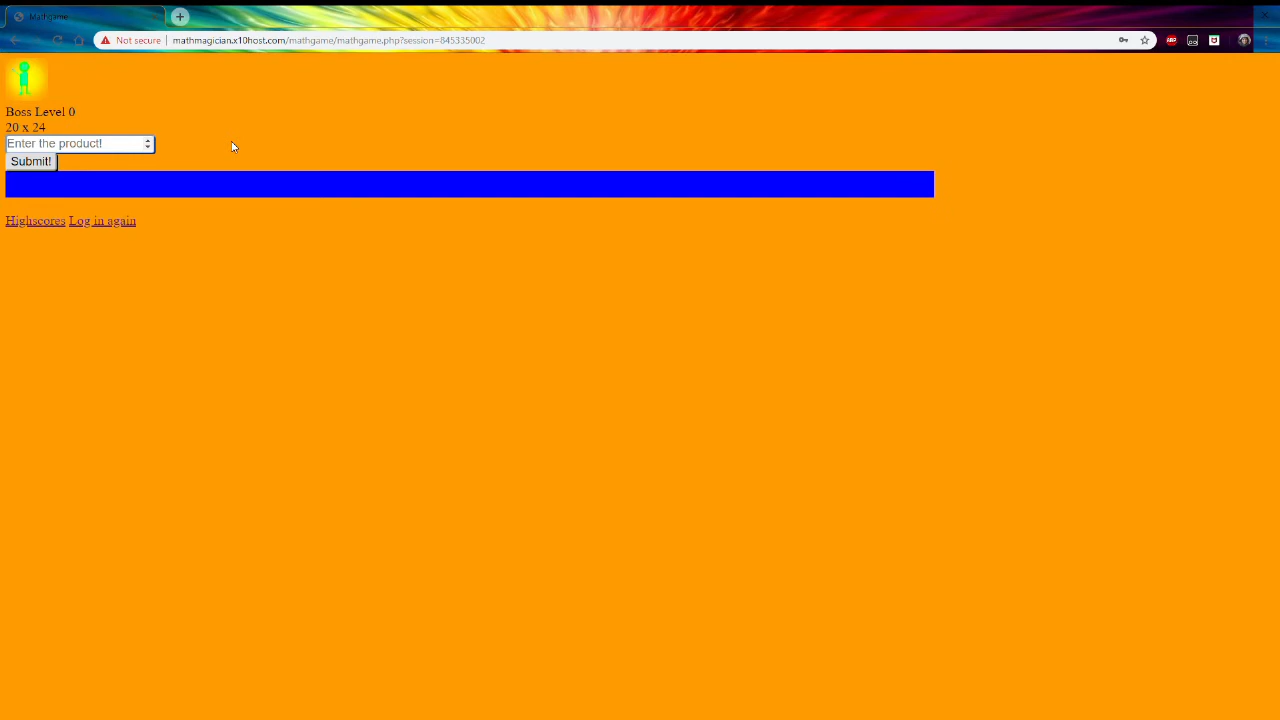 Mathgame
Not secure mathmagician.x10host.com/mathgame/mathgame.php?session=845335002
Boss Level 0
20 x 24
Enter the product!
Submit!
Highscores Log in again